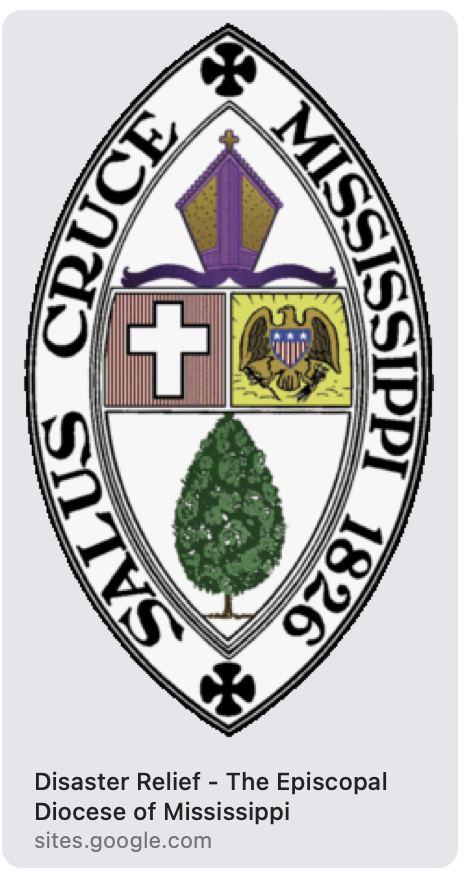 SALUS CRUCE
MISSISSIPPI 1826
Disaster Relief - The Episcopal
Diocese of Mississippi
sites.google.com